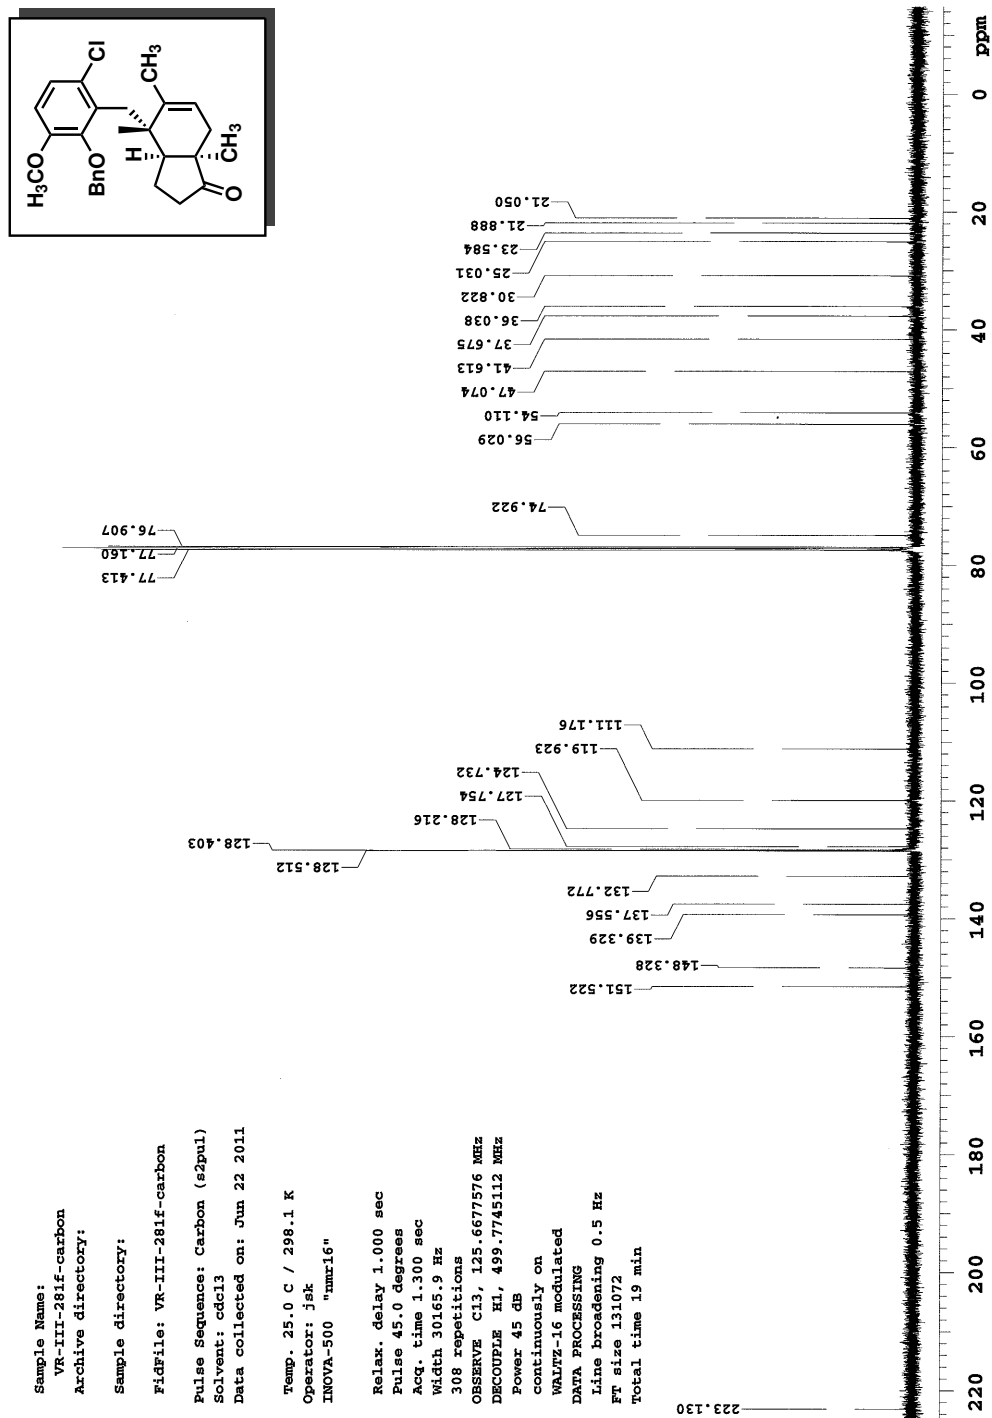 Sample Name:
VR-III-281f-carbon
Archive directory:
Sample directory:
FidFile: VR-III-281f-carbon
Pulse Sequence: Carbon (s2pul)
Solvent: cdcl3
Data collected on: Jun 22 2011
Temp. 25.0 C / 298.1 K
Operator: jsk
INOVA-500 "nmr16"
Relax. delay 1.000 sec
Pulse 45.0 degrees
Acq. time 1.300 sec
Width 30165.9 Hz
308 repetitions
OBSERVE C13, 125.6677576 MHz
DECOUPLE H1, 499.7745112 MHz
Power 45 dB
continuously on
WALTZ-16 modulated
DATA PROCESSING
Line broadening 0.5 Hz
FT size 131072
Total time 19 min
H3CO
Cl
BnO
CH3
H
CH3
O
223.130
151.522
148.328
139.329
137.556
132.772
128.512
128.403
128.216
127.754
124.732
119.923
111.176
77.413
77.160
76.907
74.922
56.029
54.110
47.074
41.613
37.675
36.038
30.822
25.031
23.584
21.888
21.050
220 200 180 160 140 120 100 80 60 40 20 0 ppm